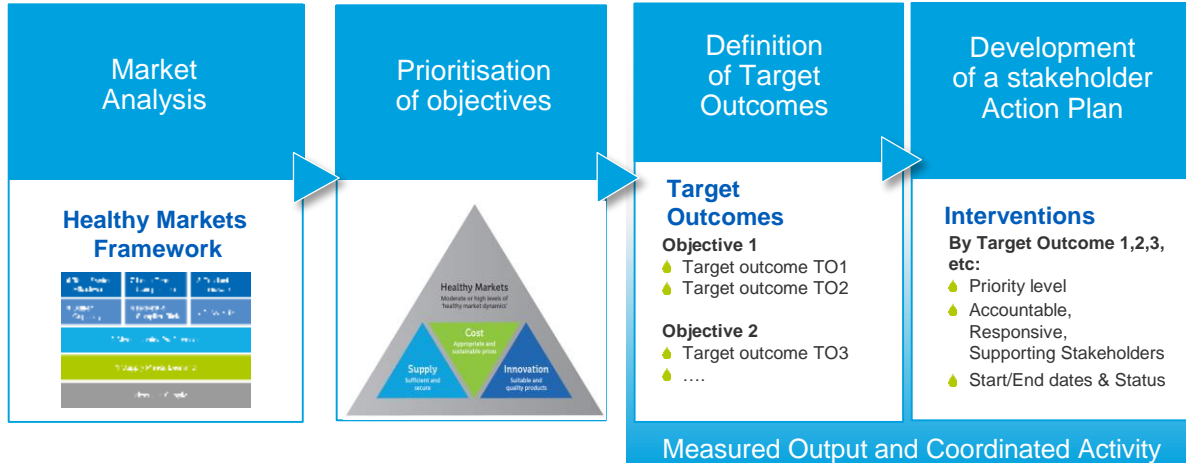 Market
Analysis
Healthy Markets
Framework
Prioritisation
of objectives
Healthy Markets
Moderate or high levels of
'healthy market dynamics'
Cost
Appropriate and
sustainable prices
Supply
Sufficient and
secure
Innovation
Suitable and
quality products
Definition
of Target
Outcomes
Target
Outcomes
Objective 1
Target outcome TO1
Target outcome TO2
Objective 2
Target outcome TO3
….
Development
of a stakeholder
Action Plan
Interventions
By Target Outcome 1,2,3,
etc:
Priority level
Accountable,
Responsive,
Supporting Stakeholders
Start/End dates & Status
Measured Output and Coordinated Activity